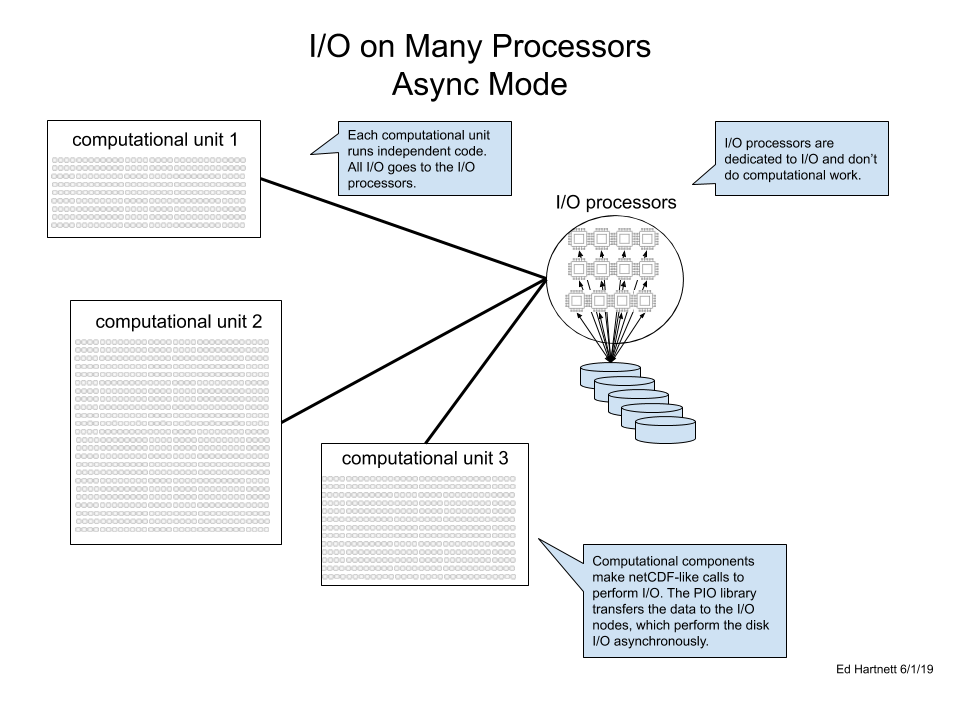 I/O on Many Processors
Async Mode
computational unit 1
Each computational unit
runs independent code.
All I/O goes to the I/O
processors.
I/O processors are
dedicated to I/O and don't
do computational work.
I/O processors
computational unit 2
computational unit 3
Computational components
make netCDF-like calls to
perform I/O. The PIO library
transfers the data to the I/O
nodes, which perform the disk
I/O asynchronously.
Ed Hartnett 6/1/19